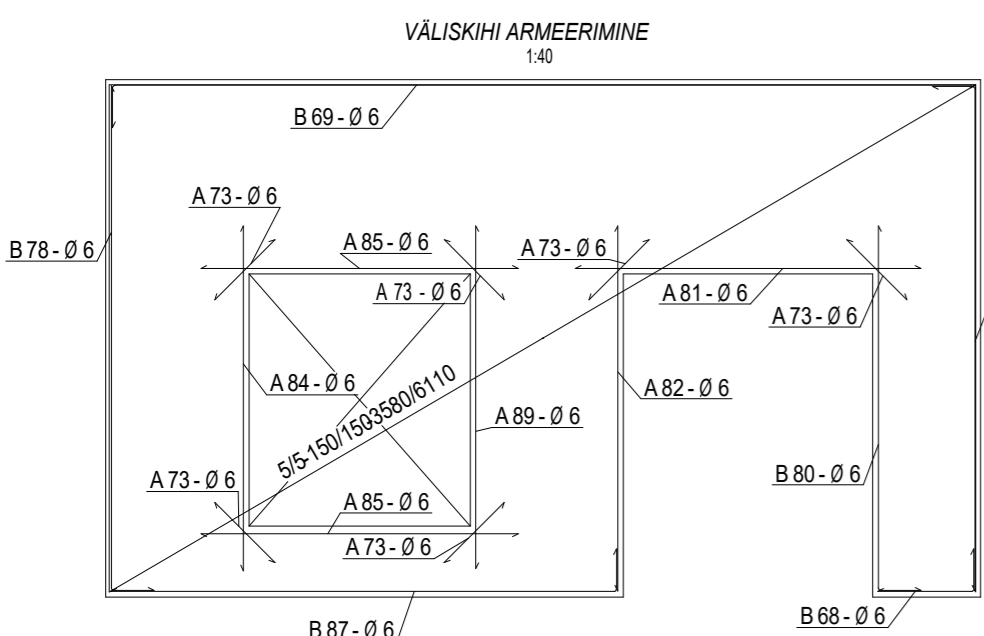 VÄLISKIHI ARMEERIMINE
1:40
B 69 - Ø 6
A 73 - Ø 6
B 78 - Ø 6
A 85 - Ø 6
A 73 - Ø 6
A 73 - Ø 6
A 81 - Ø 6
A 73 - Ø 6
A 84 - Ø 6
5/5-150/150 3580/6110
A 82 - Ø 6
A 89 - Ø 6
A 73 - Ø 6
B 80 - Ø 6
A 85 - Ø 6
A 73 - Ø 6
B 87 - Ø 6
B 68 - Ø 6